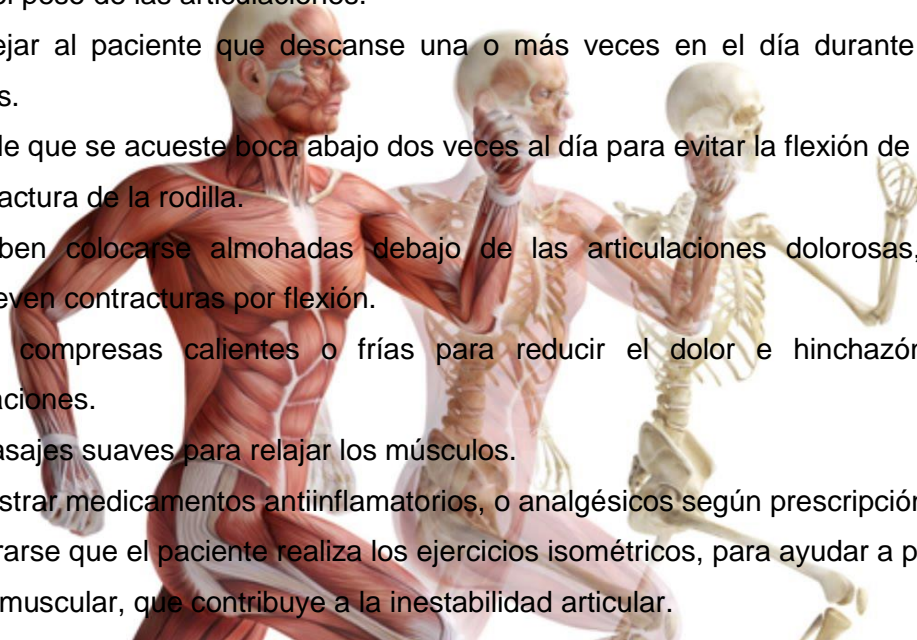 el peso de las articulaciones.
ejar al paciente que descanse una o más veces en el día durante
s.
le que se acueste boca abajo dos veces al día para evitar la flexión de
actura de la rodilla.
ben colocarse almohadas debajo de las articulaciones dolorosas,
even contracturas por flexión.
compresas calientes o frías para reducir el dolor e hinchazón
aciones.
asajes suaves para relajar los músculos.
strar medicamentos antiinflamatorios, o analgésicos según prescripción
rarse que el paciente realiza los ejercicios isométricos, para ayudar a p
muscular, que contribuye a la inestabilidad articular.